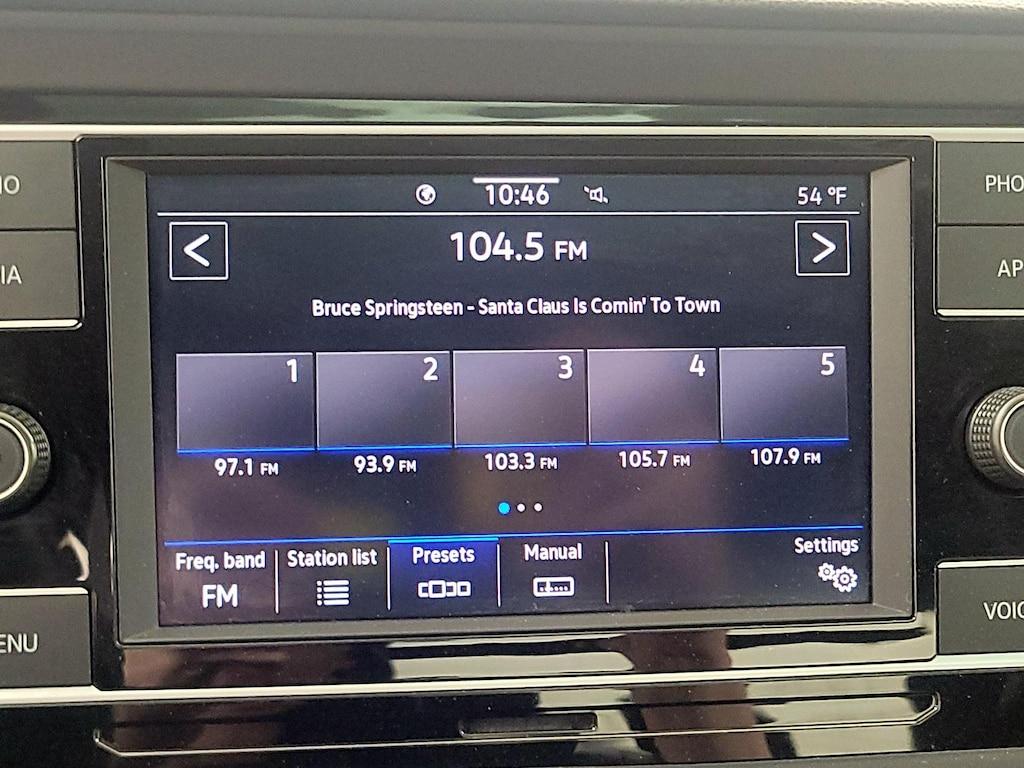 10:46 54 °F
104.5 FM
Bruce Springsteen - Santa Claus Is Comin' To Town
1 2 3 4 5
97.1 FM 93.9 FM 103.3 FM 105.7 FM 107.9 FM
Freq. band Station list Presets Manual Settings
FM
IO
IA
ENU
PHO
AP
VOIC